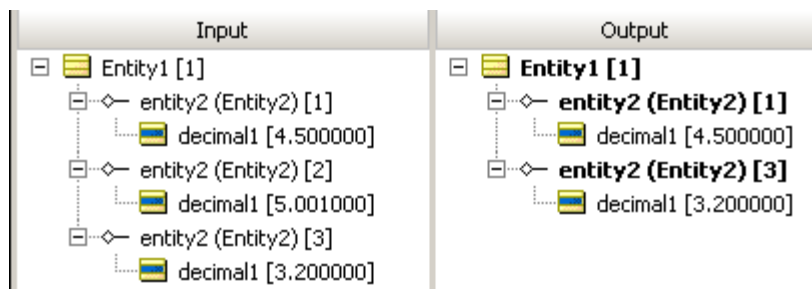 Input
Entity1 [1]
entity2 (Entity2) [1]
decimal1 [4.500000]
entity2 (Entity2) [2]
decimal1 [5.001000]
entity2 (Entity2) [3]
decimal1 [3.200000]
Output
Entity1 [1]
entity2 (Entity2) [1]
decimal1 [4.500000]
entity2 (Entity2) [3]
decimal1 [3.200000]